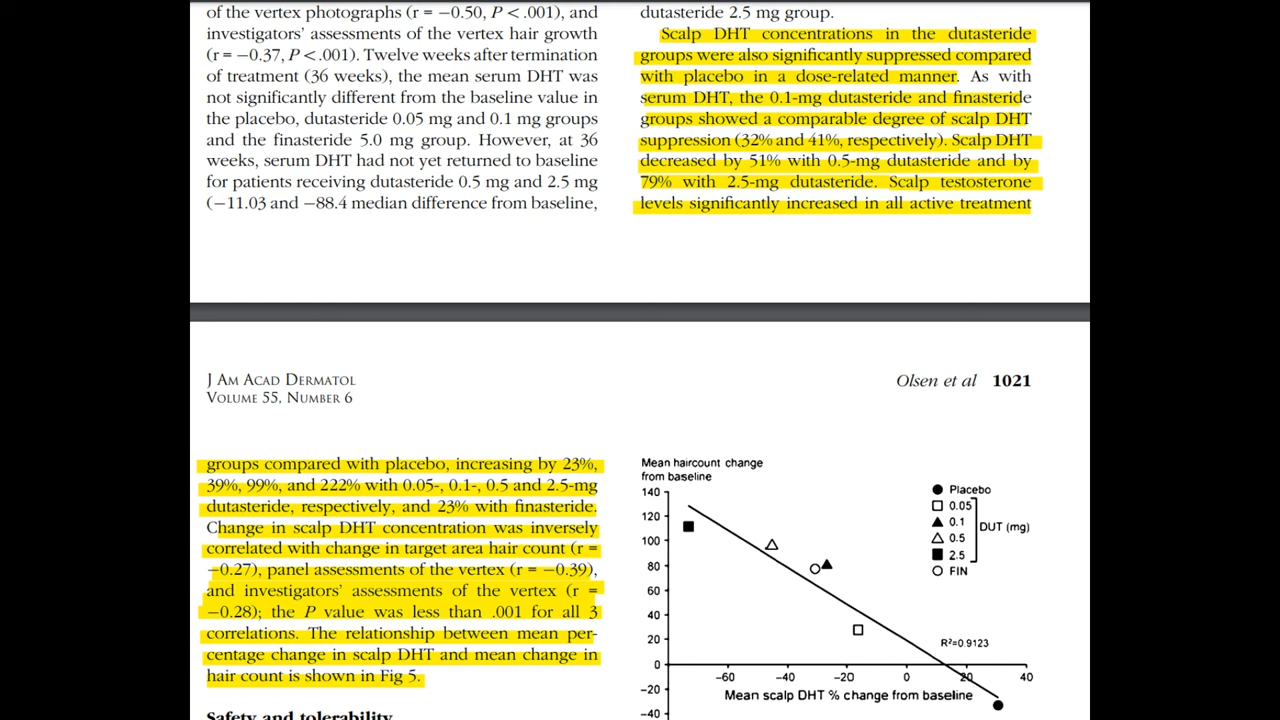 of the vertex photographs (r = −0.50, P < .001), and
investigators’ assessments of the vertex hair growth
(r = −0.37, P < .001). Twelve weeks after termination
of treatment (36 weeks), the mean serum DHT was
not significantly different from the baseline value in
the placebo, dutasteride 0.05 mg and 0.1 mg groups
and the finasteride 5.0 mg group. However, at 36
weeks, serum DHT had not yet returned to baseline
for patients receiving dutasteride 0.5 mg and 2.5 mg
(−11.03 and −88.4 median difference from baseline,
dutasteride 2.5 mg group.
Scalp DHT concentrations in the dutasteride
groups were also significantly suppressed compared
with placebo in a dose-related manner. As with
serum DHT, the 0.1-mg dutasteride and finasteride
groups showed a comparable degree of scalp DHT
suppression (32% and 41%, respectively). Scalp DHT
decreased by 51% with 0.5-mg dutasteride and by
79% with 2.5-mg dutasteride. Scalp testosterone
levels significantly increased in all active treatment
J AM ACAD DERMATOL
VOLUME 55, NUMBER 6
Olsen et al 1021
groups compared with placebo, increasing by 23%,
39%, 99%, and 222% with 0.05-, 0.1-, 0.5 and 2.5-mg
dutasteride, respectively, and 23% with finasteride.
Change in scalp DHT concentration was inversely
correlated with change in target area hair count (r =
−0.27), panel assessments of the vertex (r = −0.39),
and investigators’ assessments of the vertex (r =
−0.28); the P value was less than .001 for all 3
correlations. The relationship between mean per-
centage change in scalp DHT and mean change in
hair count is shown in Fig 5.
Safety and tolerability
Mean haircount change
from baseline
140
120
100
80
60
40
20
0
−20
−40
−60
−40
−20
0
20
40
Mean scalp DHT % change from baseline
R²=0.9123
Placebo
0.05
0.1
0.5
2.5
FIN
DUT (mg)